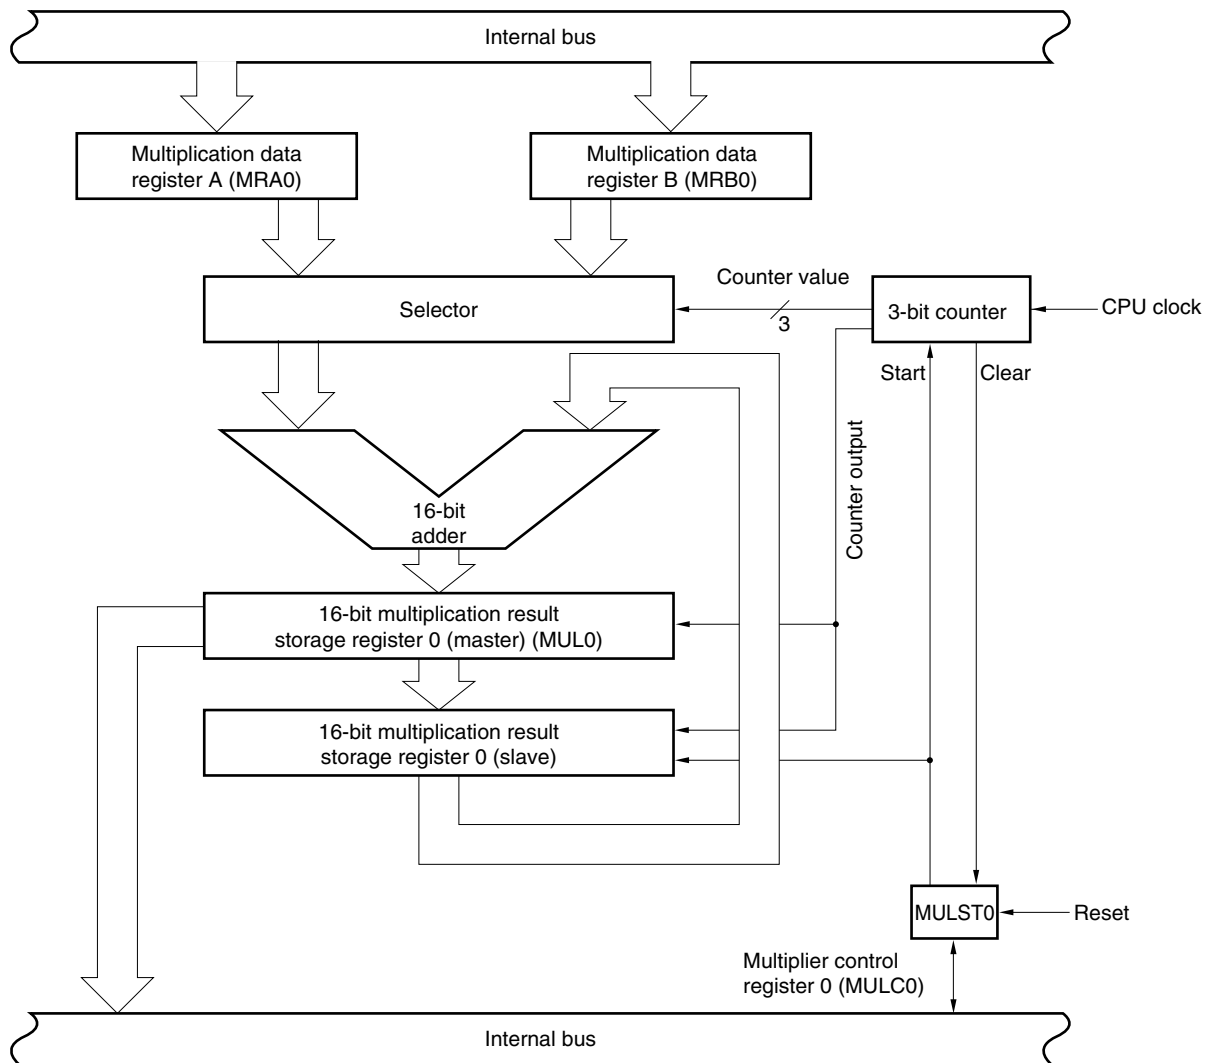 Internal bus
Multiplication data
register A (MRA0)
Multiplication data
register B (MRB0)
Selector
Counter value
3
3-bit counter
CPU clock
Start
Clear
Counter output
16-bit
adder
16-bit multiplication result
storage register 0 (master) (MUL0)
16-bit multiplication result
storage register 0 (slave)
MULST0
Reset
Multiplier control
register 0 (MULC0)
Internal bus